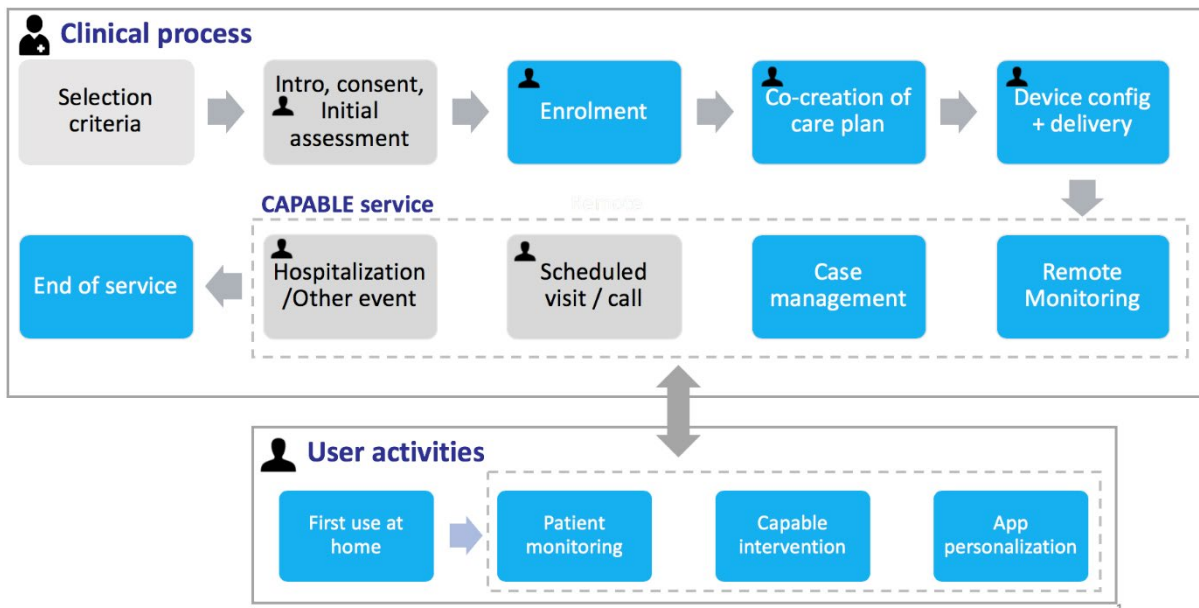 Clinical process
Selection
criteria
Intro, consent,
Initial
assessment
Enrolment
Co-creation of
care plan
Device config
+ delivery
CAPABLE service
End of service
Hospitalization
/Other event
Scheduled
visit / call
Case
management
Remote
Monitoring
User activities
First use at
home
Patient
monitoring
Capable
intervention
App
personalization